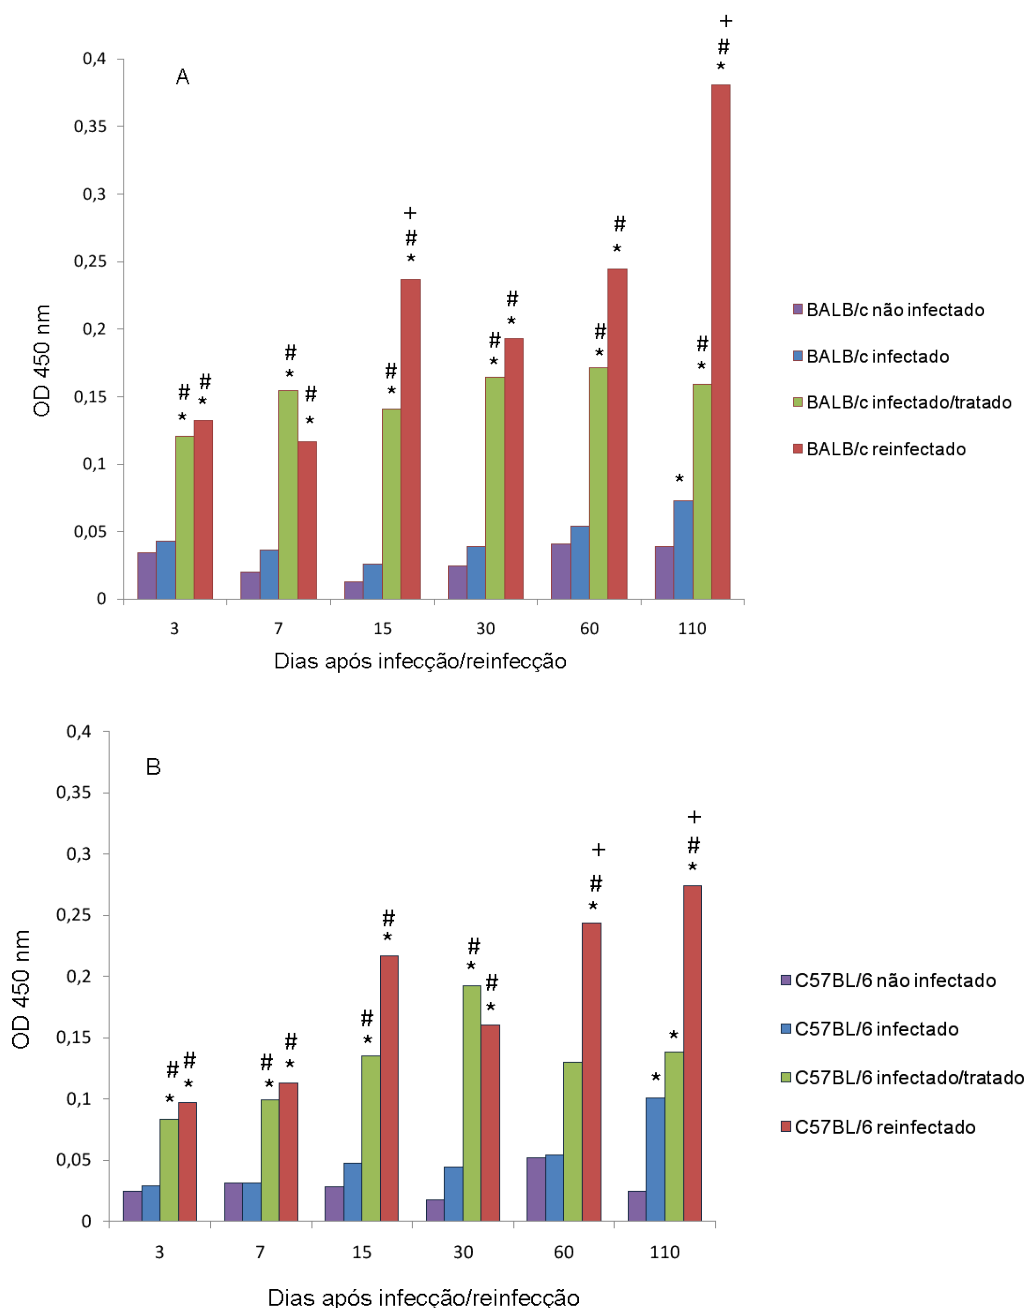 A
0,4
0,35
0,3
0,25
0,2
0,15
0,1
0,05
0
OD 450 nm
# *
# *
# *
# *
# *
+ # *
# *
# *
# *
# *
*
# *
+ # *
3 7 15 30 60 110
Dias após infecção/reinfecção
BALB/c não infectado
BALB/c infectado
BALB/c infectado/tratado
BALB/c reinfectado
B
0,4
0,35
0,3
0,25
0,2
0,15
0,1
0,05
0
OD 450 nm
# *
# *
# *
# *
# *
# *
# *
# *
+ # *
*
*
+ # *
3 7 15 30 60 110
Dias após infecção/reinfecção
C57BL/6 não infectado
C57BL/6 infectado
C57BL/6 infectado/tratado
C57BL/6 reinfectado